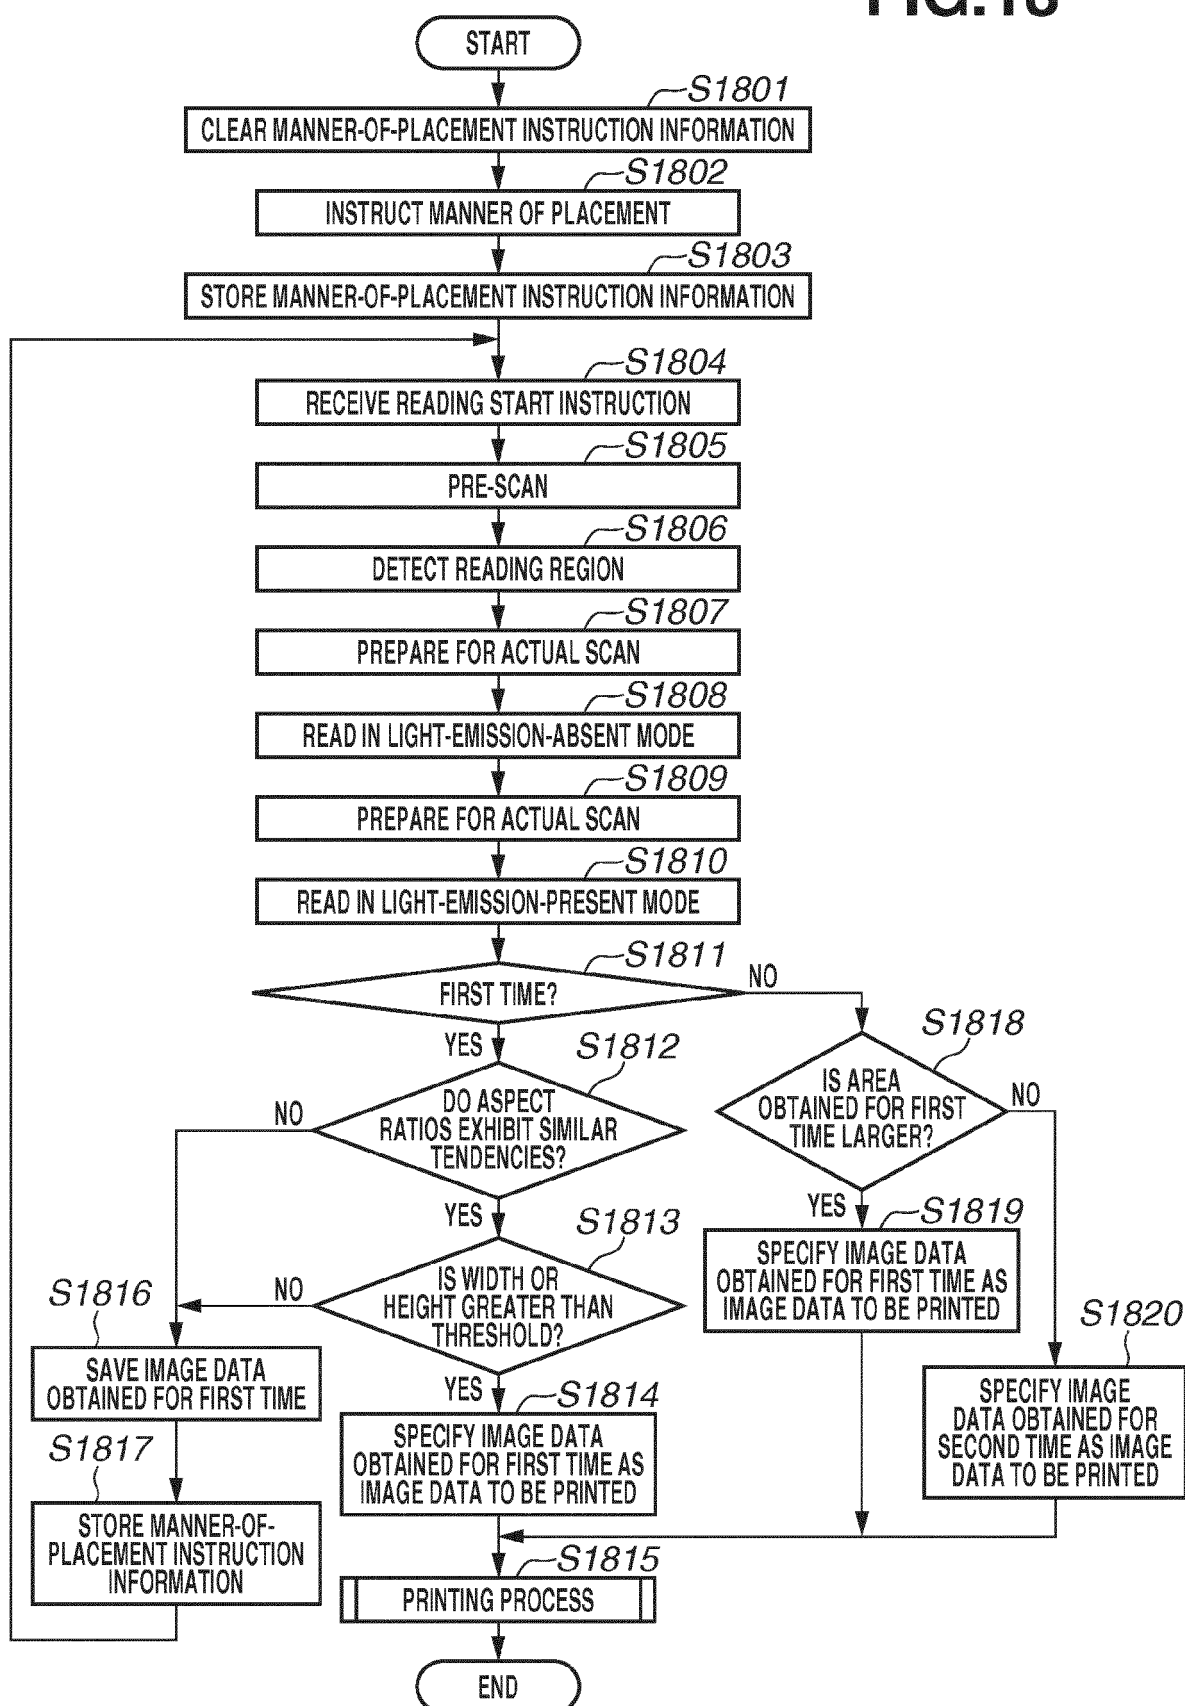 FIG.18
START
S1801
CLEAR MANNER-OF-PLACEMENT INSTRUCTION INFORMATION
S1802
INSTRUCT MANNER OF PLACEMENT
S1803
STORE MANNER-OF-PLACEMENT INSTRUCTION INFORMATION
S1804
RECEIVE READING START INSTRUCTION
S1805
PRE-SCAN
S1806
DETECT READING REGION
S1807
PREPARE FOR ACTUAL SCAN
S1808
READ IN LIGHT-EMISSION-ABSENT MODE
S1809
PREPARE FOR ACTUAL SCAN
S1810
READ IN LIGHT-EMISSION-PRESENT MODE
S1811
FIRST TIME?
NO
YES
S1812
DO ASPECT
RATIOS EXHIBIT SIMILAR
TENDENCIES?
NO
YES
S1813
IS WIDTH OR
HEIGHT GREATER THAN
THRESHOLD?
NO
YES
S1814
SPECIFY IMAGE DATA
OBTAINED FOR FIRST TIME AS
IMAGE DATA TO BE PRINTED
S1816
SAVE IMAGE DATA
OBTAINED FOR FIRST TIME
S1817
STORE MANNER-OF-
PLACEMENT INSTRUCTION
INFORMATION
S1818
IS AREA
OBTAINED FOR FIRST
TIME LARGER?
NO
YES
S1819
SPECIFY IMAGE DATA
OBTAINED FOR FIRST TIME AS
IMAGE DATA TO BE PRINTED
S1820
SPECIFY IMAGE
DATA OBTAINED FOR
SECOND TIME AS IMAGE
DATA TO BE PRINTED
S1815
PRINTING PROCESS
END